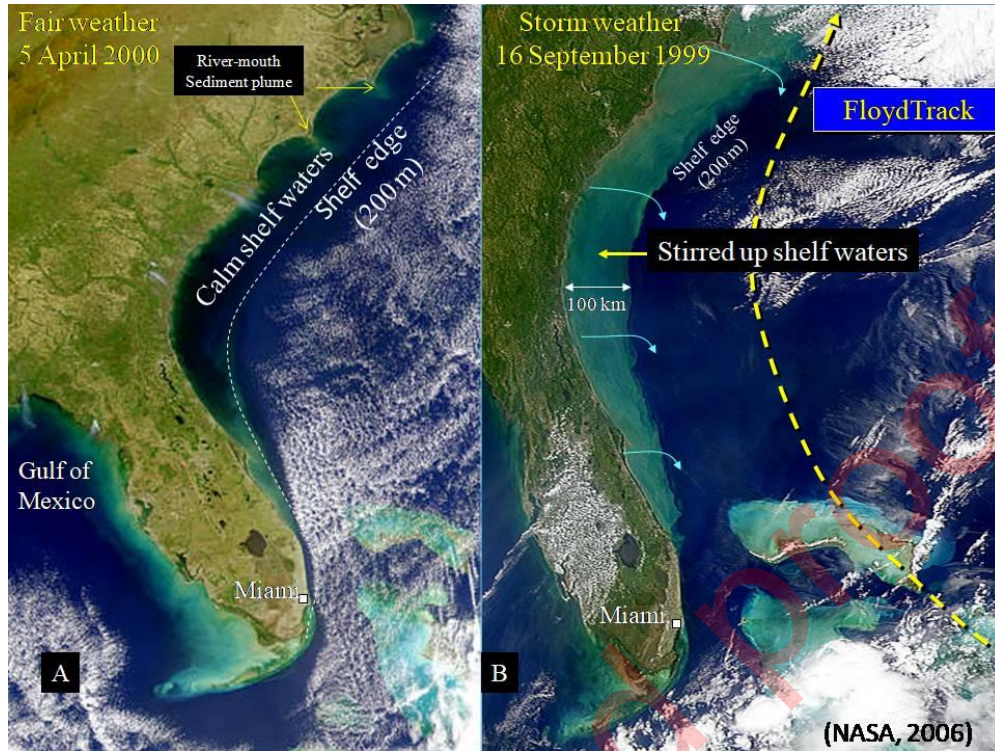 Fair weather
5 April 2000
River-mouth
Sediment plume
Calm shelf waters
Shelf edge
(200 m)
Gulf of
Mexico
Miami
A
Storm weather
16 September 1999
FloydTrack
Shelf edge
(200 m)
Stirred up shelf waters
100 km
Miami
B
(NASA, 2006)